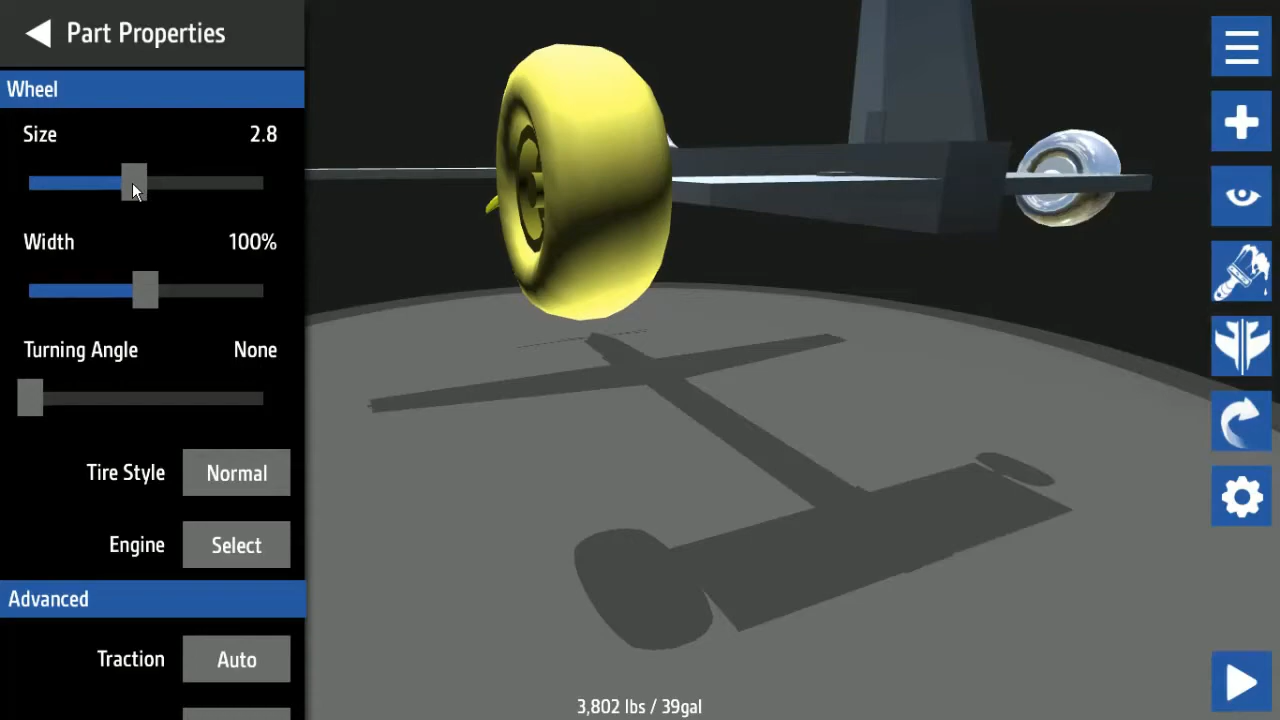 Part Properties
Wheel
Size 2.8
Width 100%
Turning Angle None
Tire Style Normal
Engine Select
Advanced
Traction Auto
3,802 lbs / 39gal